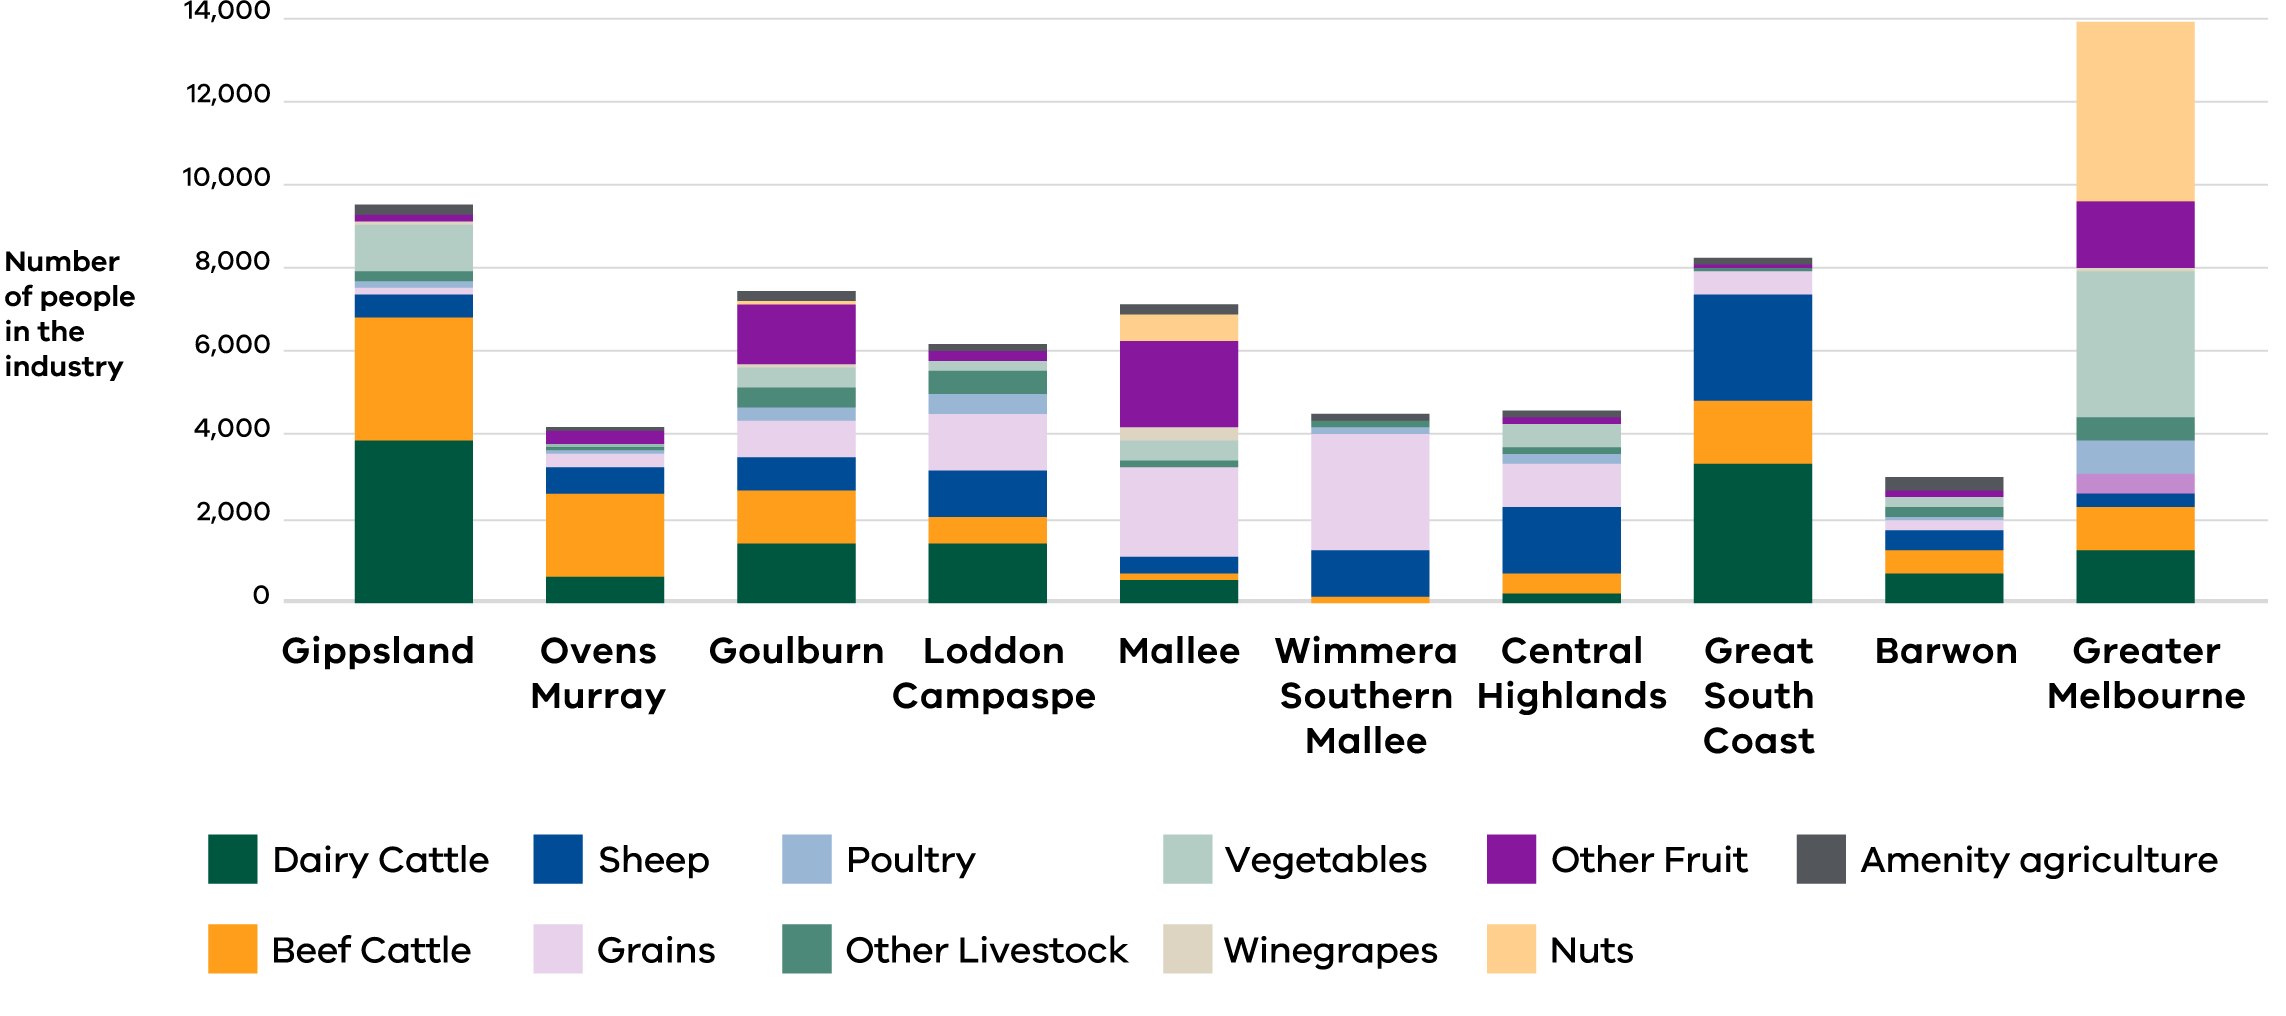 14,000
12,000
10,000
8,000
6,000
4,000
2,000
0
Number
of people
in the
industry
Gippsland
Ovens
Murray
Goulburn
Loddon
Campaspe
Mallee
Wimmera
Southern
Mallee
Central
Highlands
Great
South
Coast
Barwon
Greater
Melbourne
Dairy Cattle
Sheep
Poultry
Vegetables
Other Fruit
Amenity agriculture
Beef Cattle
Grains
Other Livestock
Winegrapes
Nuts